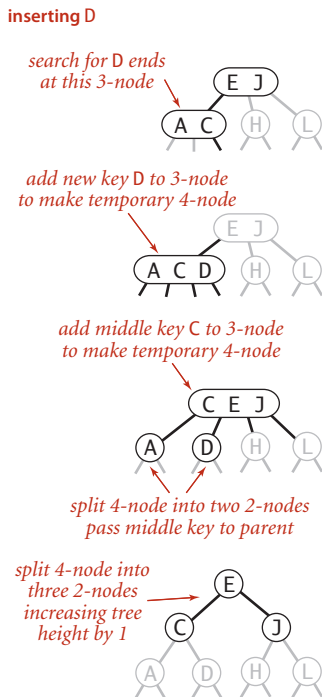 inserting D
search for D ends
at this 3-node
E J
A C
H
L
add new key D to 3-node
to make temporary 4-node
E J
A C D
H
L
add middle key C to 3-node
to make temporary 4-node
C E J
A
D
H
L
split 4-node into two 2-nodes
pass middle key to parent
split 4-node into
three 2-nodes
increasing tree
height by 1
E
C
J
A
D
H
L